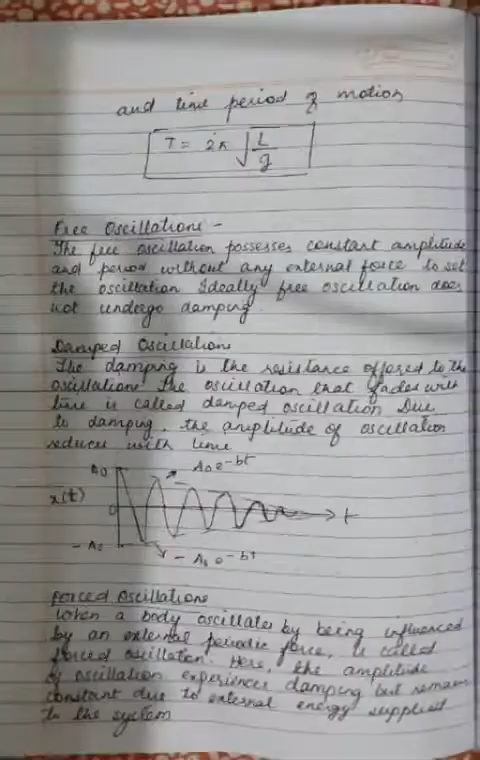 and time period of motion
T = 2π √L/g
Free Oscillations -
The free oscillation possesses constant amplitude
and period without any external force to set
the oscillation Ideally free oscillation does
not undergo damping
Damped Oscillations
The damping is the resistance offered to the
oscillation The oscillation that fades with
time is called damped oscillation Due
to damping, the amplitude of oscillation
reduces with time
A0 A0 e-bt
x(t)
0 t
- A0
- A0 e-bt
Forced Oscillations
When a body oscillates by being influenced
by an external periodic force, is called
forced oscillation. Here, the amplitude
of oscillation experiences damping but remains
constant due to external energy supplied
to the system